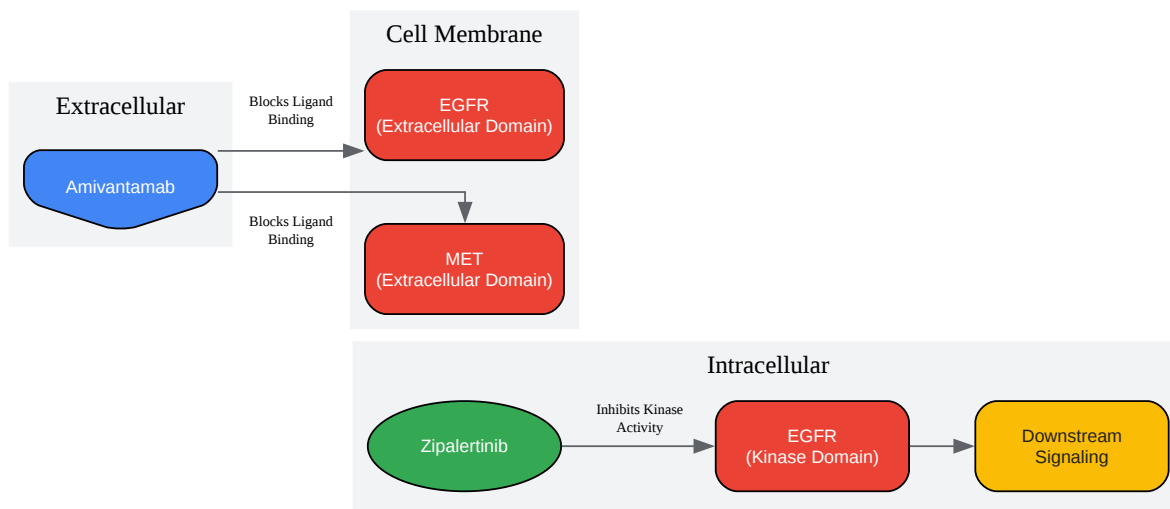 Cell Membrane
Extracellular
Blocks Ligand
Binding
EGFR
(Extracellular Domain)
Amivantamab
Blocks Ligand
Binding
MET
(Extracellular Domain)
Intracellular
Zipalertinib
Inhibits Kinase
Activity
EGFR
(Kinase Domain)
Downstream
Signaling